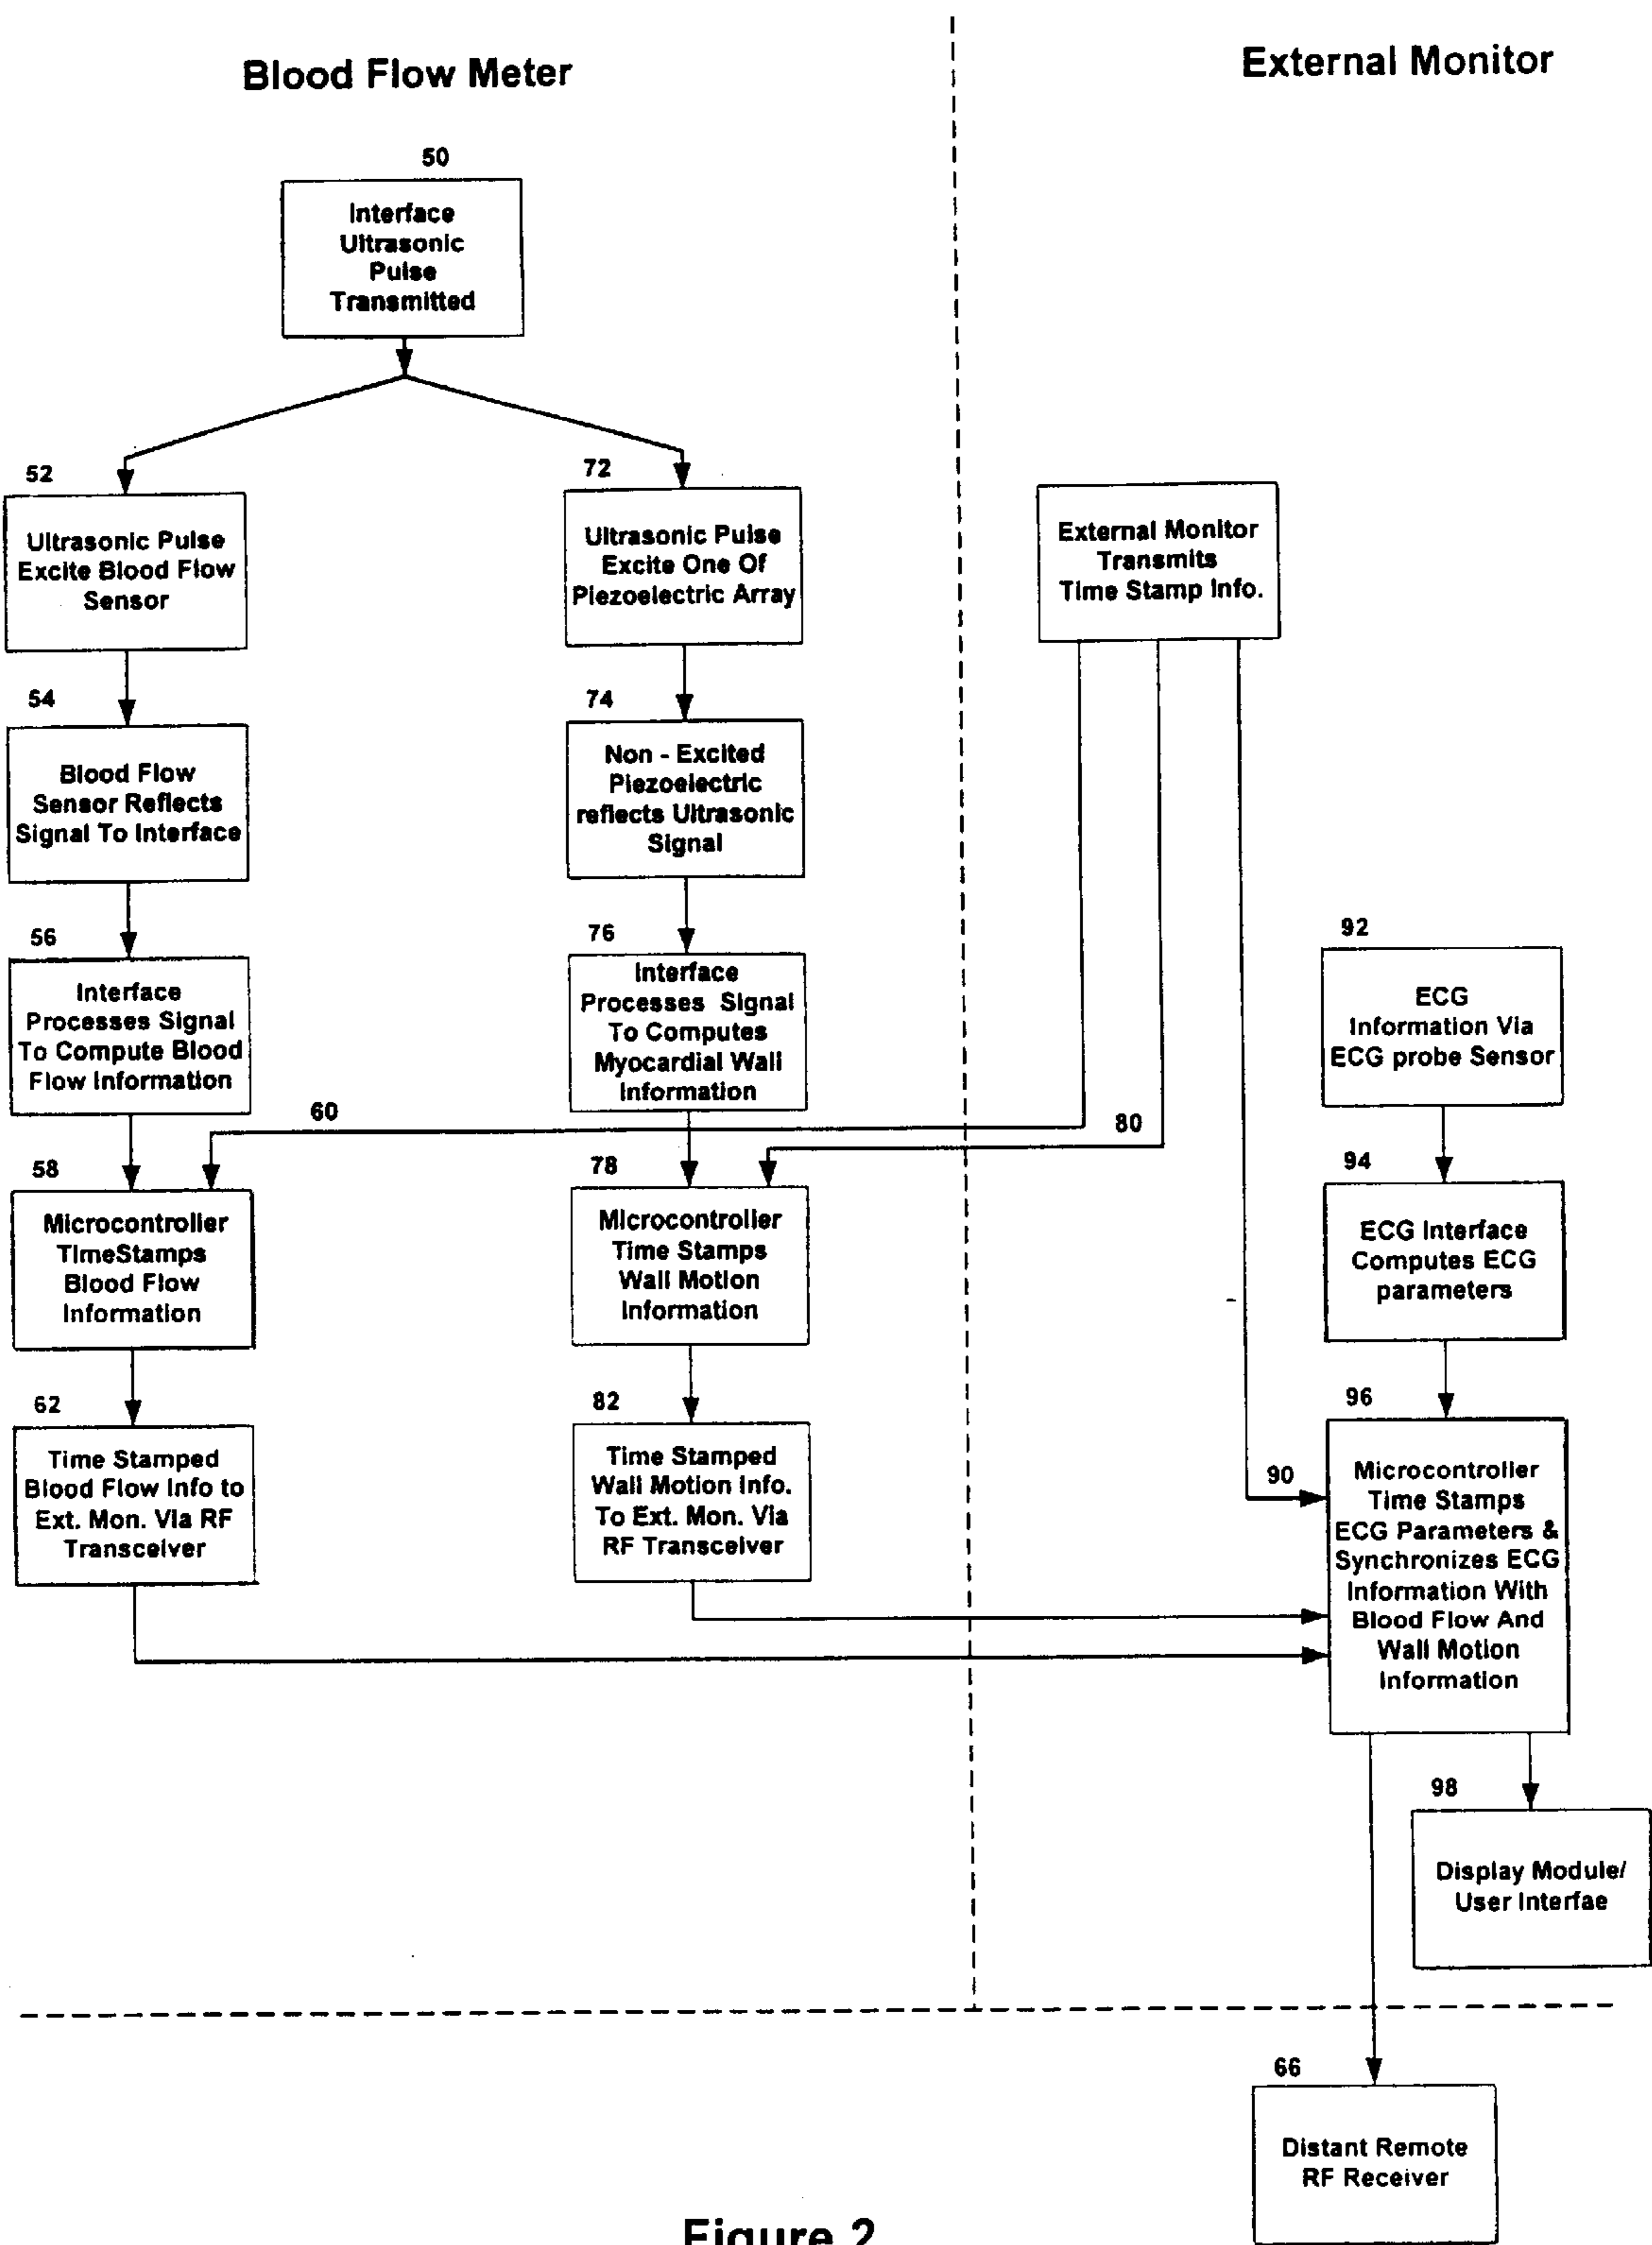 Blood Flow Meter
External Monitor
50
Interface
Ultrasonic
Pulse
Transmitted
52
Ultrasonic Pulse
Excite Blood Flow
Sensor
72
Ultrasonic Pulse
Excite One Of
Piezoelectric Array
External Monitor
Transmits
Time Stamp Info.
54
Blood Flow
Sensor Reflects
Signal To Interface
74
Non - Excited
Piezoelectric
reflects Ultrasonic
Signal
56
Interface
Processes Signal
To Compute Blood
Flow Information
76
Interface
Processes Signal
To Computes
Myocardial Wall
Information
92
ECG
Information Via
ECG probe Sensor
60
80
58
Microcontroller
TimeStamps
Blood Flow
Information
78
Microcontroller
Time Stamps
Wall Motion
Information
94
ECG Interface
Computes ECG
parameters
62
Time Stamped
Blood Flow Info to
Ext. Mon. Via RF
Transceiver
82
Time Stamped
Wall Motion Info.
To Ext. Mon. Via
RF Transceiver
90
96
Microcontroller
Time Stamps
ECG Parameters &
Synchronizes ECG
Information With
Blood Flow And
Wall Motion
Information
98
Display Module/
User Interfae
66
Distant Remote
RF Receiver
Figure 2